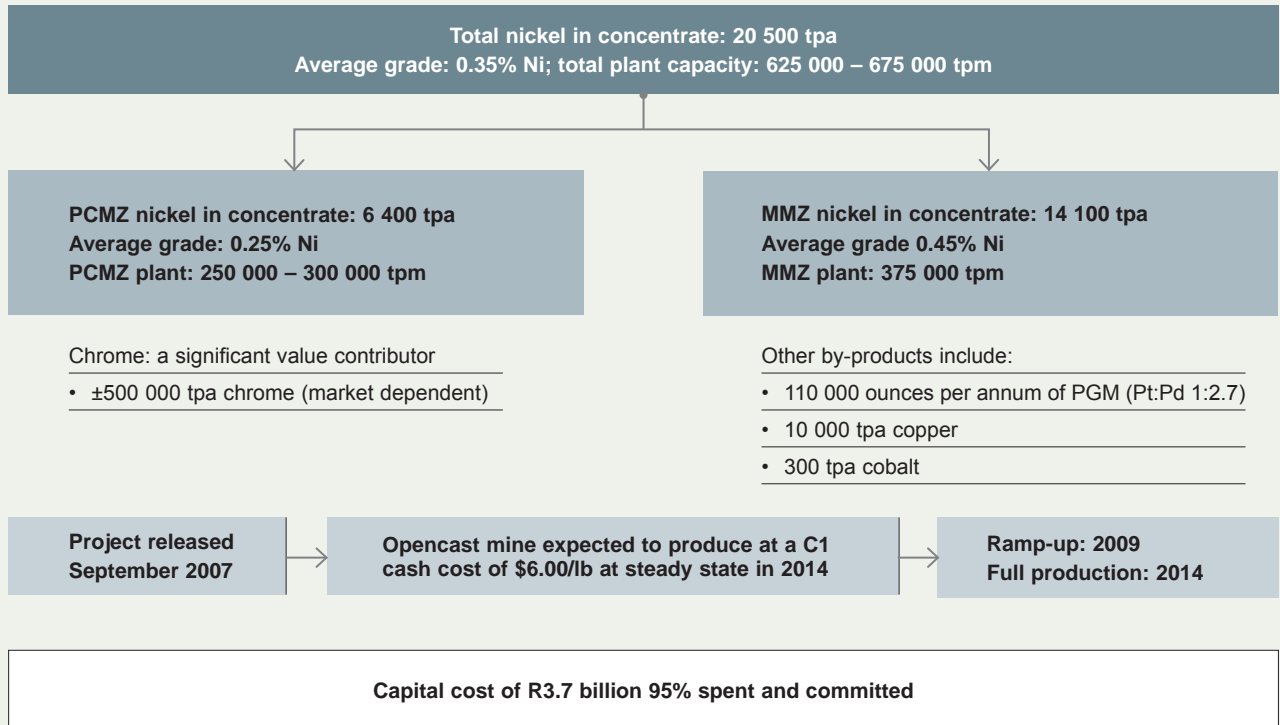 Total nickel in concentrate: 20 500 tpa
Average grade: 0.35% Ni; total plant capacity: 625 000 – 675 000 tpm
PCMZ nickel in concentrate: 6 400 tpa
Average grade: 0.25% Ni
PCMZ plant: 250 000 – 300 000 tpm
MMZ nickel in concentrate: 14 100 tpa
Average grade 0.45% Ni
MMZ plant: 375 000 tpm
Chrome: a significant value contributor
• ±500 000 tpa chrome (market dependent)
Other by-products include:
• 110 000 ounces per annum of PGM (Pt:Pd 1:2.7)
• 10 000 tpa copper
• 300 tpa cobalt
Project released
September 2007
Opencast mine expected to produce at a C1
cash cost of $6.00/lb at steady state in 2014
Ramp-up: 2009
Full production: 2014
Capital cost of R3.7 billion 95% spent and committed